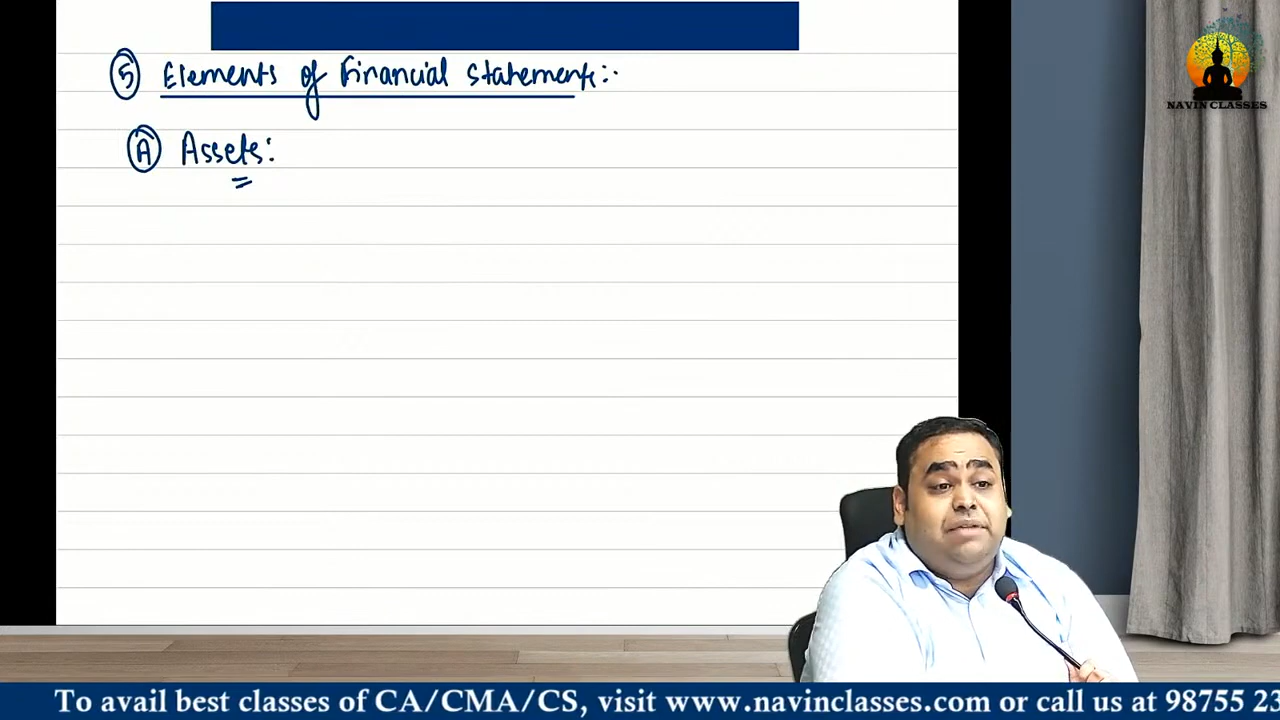 ⑤ Elements of Financial Statements:-
Ⓐ Assets:
NAVIN CLASSES
To avail best classes of CA/CMA/CS, visit www.navinclasses.com or call us at 98755 23